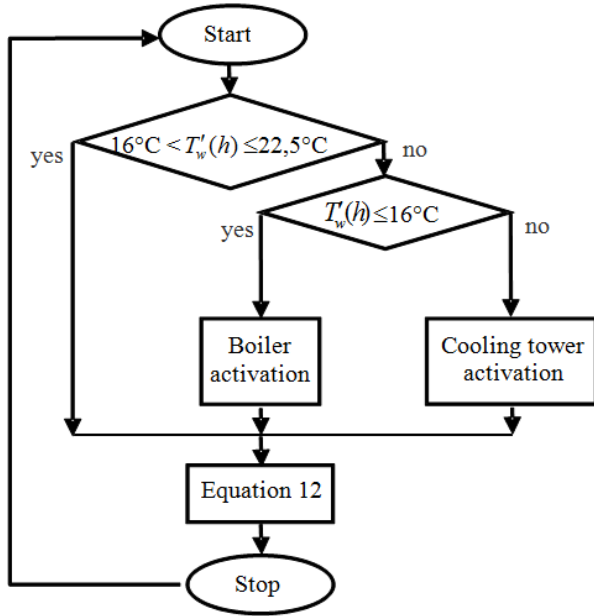 Start
16°C < T'w(h) ≤22,5°C
yes
no
T'w(h)≤16°C
yes
no
Boiler
activation
Cooling tower
activation
Equation 12
Stop